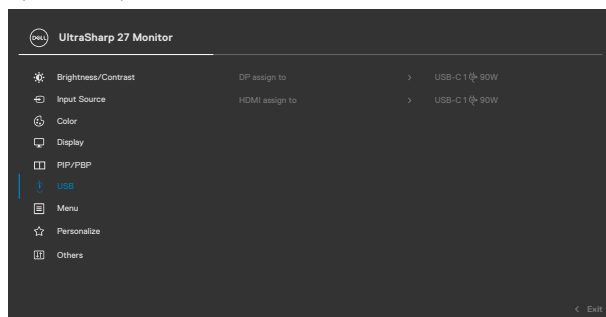 DELL
UltraSharp 27 Monitor
Brightness/Contrast
DP assign to > USB-C 1 90W
Input Source
HDMI assign to > USB-C 1 90W
Color
Display
PIP/PBP
USB
Menu
Personalize
Others
< Exit